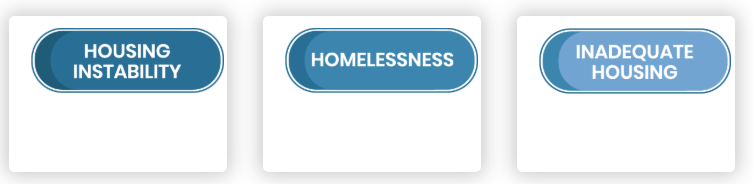 HOUSING
INSTABILITY
HOMELESSNESS
INADEQUATE
HOUSING